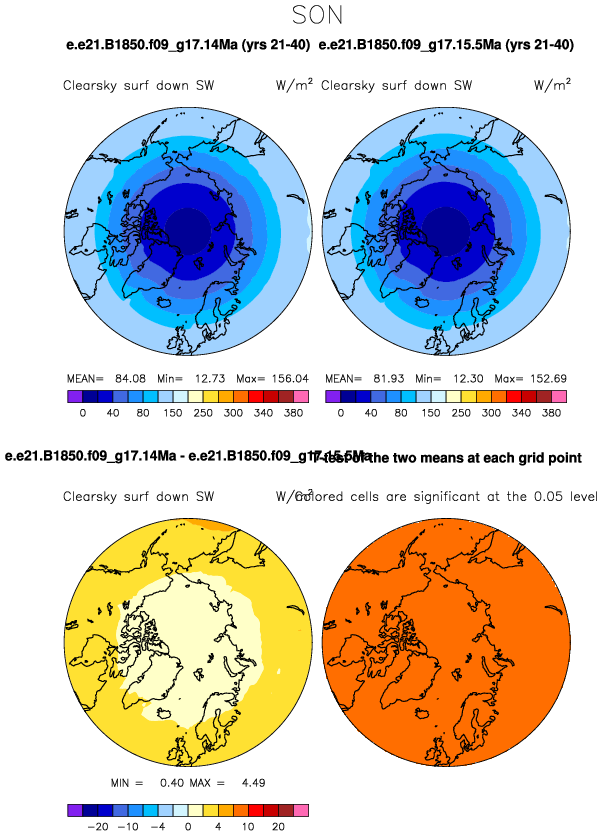 SON
e.e21.B1850.f09_g17.14Ma (yrs 21-40) e.e21.B1850.f09_g17.15.5Ma (yrs 21-40)
Clearsky surf down SW W/m² Clearsky surf down SW W/m²
MEAN= 84.08 Min= 12.73 Max= 156.04 MEAN= 81.93 Min= 12.30 Max= 152.69
0 40 80 150 200 250 300 340 380 0 40 80 150 200 250 300 340 380
e.e21.B1850.f09_g17.14Ma - e.e21.B1850.f09_g17.15.5Ma T-test of the two means at each grid point
Clearsky surf down SW W/m² Colored cells are significant at the 0.05 level
MIN = 0.40 MAX = 4.49
-20 -10 -4 0 4 10 20